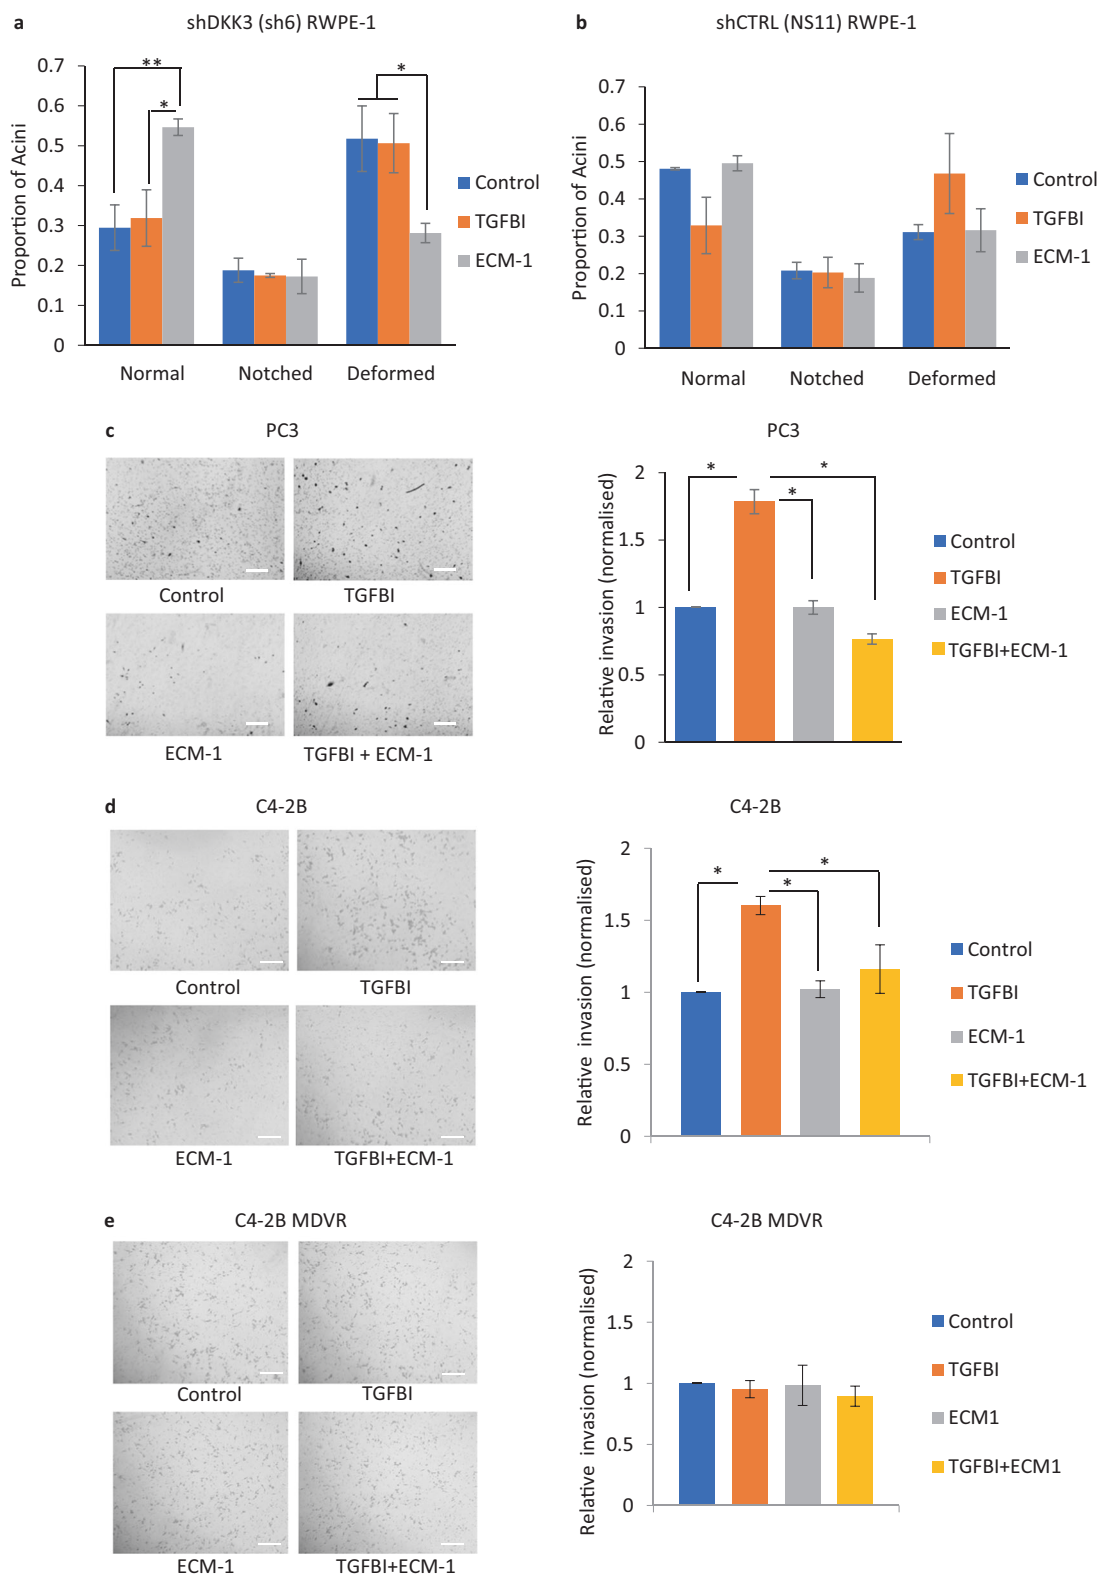 a
shDKK3 (sh6) RWPE-1
Proportion of Acini
0.7
0.6
0.5
0.4
0.3
0.2
0.1
0
**
*
*
Normal
Notched
Deformed
Control
TGFBI
ECM-1
b
shCTRL (NS11) RWPE-1
Proportion of Acini
0.7
0.6
0.5
0.4
0.3
0.2
0.1
0
Normal
Notched
Deformed
Control
TGFBI
ECM-1
c
PC3
Control
TGFBI
ECM-1
TGFBI + ECM-1
PC3
Relative invasion (normalised)
2
1.5
1
0.5
0
*
*
*
Control
TGFBI
ECM-1
TGFBI+ECM-1
d
C4-2B
Control
TGFBI
ECM-1
TGFBI+ECM-1
C4-2B
Relative invasion (normalised)
2
1.5
1
0.5
0
*
*
*
Control
TGFBI
ECM-1
TGFBI+ECM-1
e
C4-2B MDVR
Control
TGFBI
ECM-1
TGFBI+ECM-1
C4-2B MDVR
Relative invasion (normalised)
2
1.5
1
0.5
0
Control
TGFBI
ECM1
TGFBI+ECM1